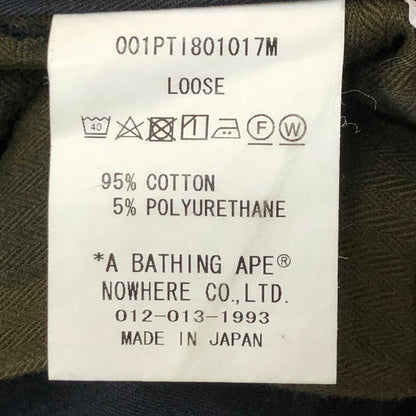 001PTI801017M
LOOSE
40 F W
95% COTTON
5% POLYURETHANE
*A BATHING APE®
NOWHERE CO.,LTD.
012-013-1993
MADE IN JAPAN